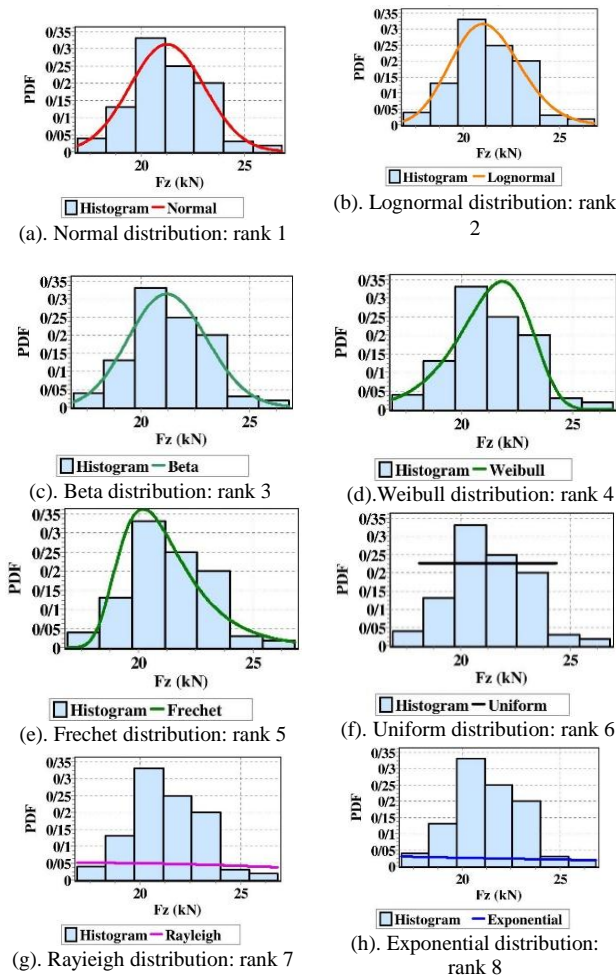 0/35
0/3
0/25
0/2
0/15
0/1
0/05
0
PDF
20 25
Fz (kN)
Histogram Normal
(a). Normal distribution: rank 1
0/35
0/3
0/25
0/2
0/15
0/1
0/05
0
PDF
20 25
Fz (kN)
Histogram Lognormal
(b). Lognormal distribution: rank
2
0/35
0/3
0/25
0/2
0/15
0/1
0/05
0
PDF
20 25
Fz (kN)
Histogram Beta
(c). Beta distribution: rank 3
0/35
0/3
0/25
0/2
0/15
0/1
0/05
0
PDF
20 25
Fz (kN)
Histogram Weibull
(d).Weibull distribution: rank 4
0/35
0/3
0/25
0/2
0/15
0/1
0/05
0
PDF
20 25
Fz (kN)
Histogram Frechet
(e). Frechet distribution: rank 5
0/35
0/3
0/25
0/2
0/15
0/1
0/05
0
PDF
20 25
Fz (kN)
Histogram Uniform
(f). Uniform distribution: rank 6
0/35
0/3
0/25
0/2
0/15
0/1
0/05
0
PDF
20 25
Fz (kN)
Histogram Rayleigh
(g). Rayieigh distribution: rank 7
0/35
0/3
0/25
0/2
0/15
0/1
0/05
0
PDF
20 25
Fz (kN)
Histogram Exponential
(h). Exponential distribution:
rank 8